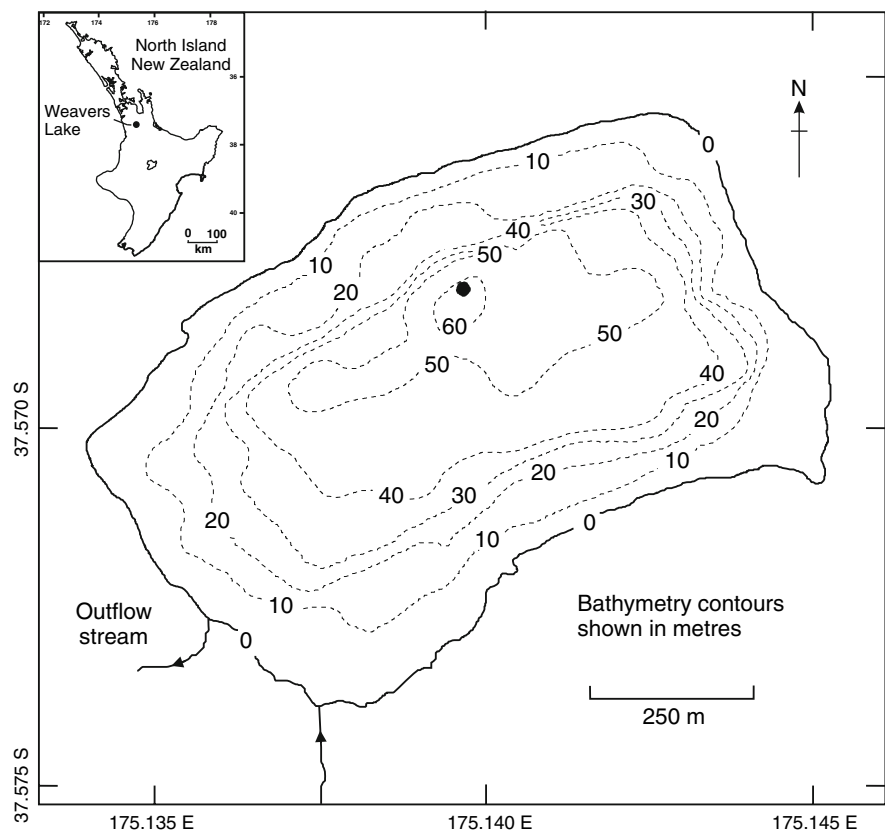 172 174 176 178
North Island
New Zealand
36
Weavers
Lake
38
40
0 100
km
N
0
10
30
40
10
50
20
60
50
50
40
37.570 S
20
10
40
30
20
0
20
10
10
Outflow
stream
0
Bathymetry contours
shown in metres
250 m
37.575 S
175.135 E 175.140 E 175.145 E